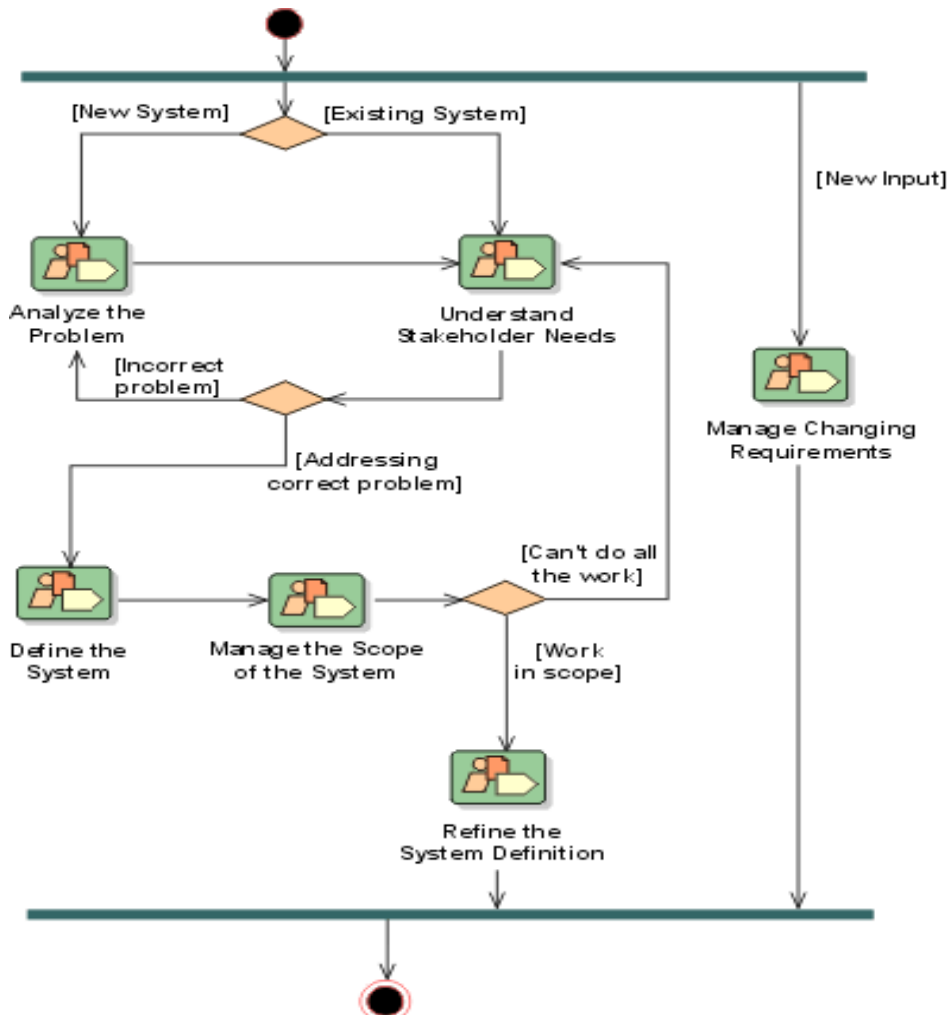 [New System]
[Existing System]
[New Input]
Analyze the
Problem
Understand
Stakeholder Needs
[Incorrect
problem]
Manage Changing
Requirements
[Addressing
correct problem]
[Can't do all
the work]
Define the
System
Manage the Scope
of the System
[Work
in scope]
Refine the
System Definition